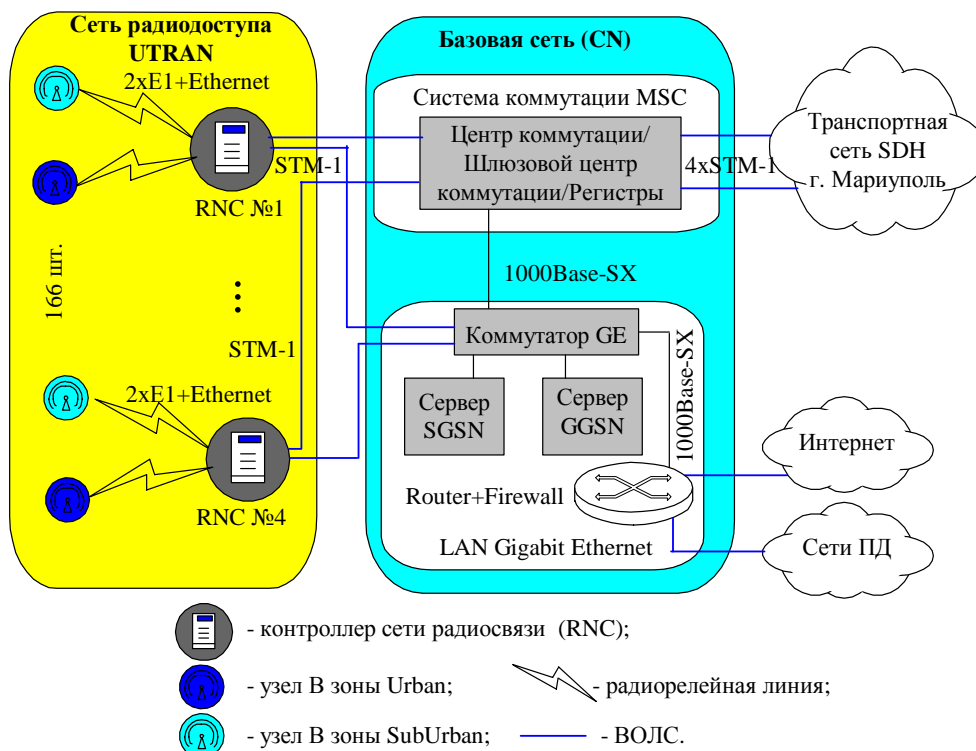 Сеть радиодоступа
UTRAN
2xE1+Ethernet
STM-1
RNC №1
166 шт.
STM-1
2xE1+Ethernet
RNC №4
Базовая сеть (CN)
Система коммутации MSC
Центр коммутации/
Шлюзовой центр
коммутации/Регистры
4xSTM-1
Транспортная
сеть SDH
г. Мариуполь
1000Base-SX
Коммутатор GE
1000Base-SX
Сервер
SGSN
Сервер
GGSN
Router+Firewall
LAN Gigabit Ethernet
Интернет
Сети ПД
- контроллер сети радиосвязи (RNC);
- узел В зоны Urban;
- радиорелейная линия;
- узел В зоны SubUrban;
- ВОЛС.